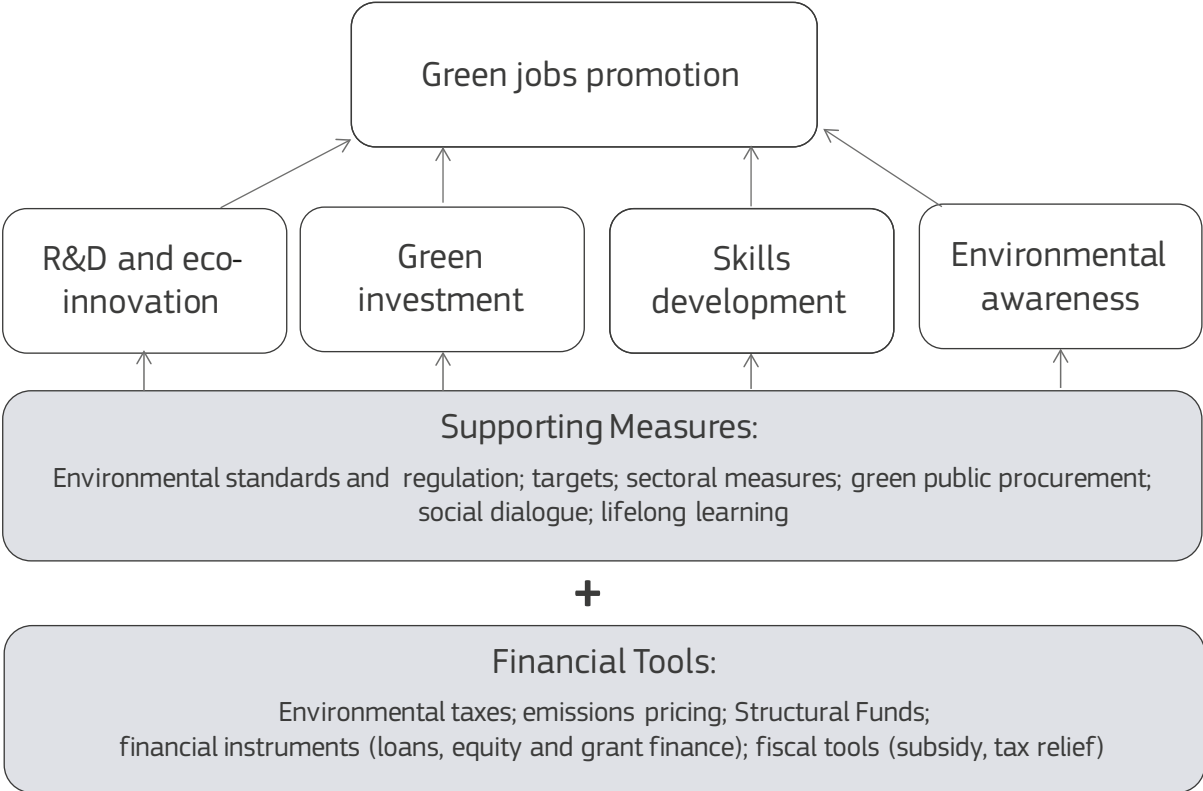 Green jobs promotion
R&D and eco-
innovation
Green
investment
Skills
development
Environmental
awareness
Supporting Measures:
Environmental standards and regulation; targets; sectoral measures; green public procurement;
social dialogue; lifelong learning
+
Financial Tools:
Environmental taxes; emissions pricing; Structural Funds;
financial instruments (loans, equity and grant finance); fiscal tools (subsidy, tax relief)